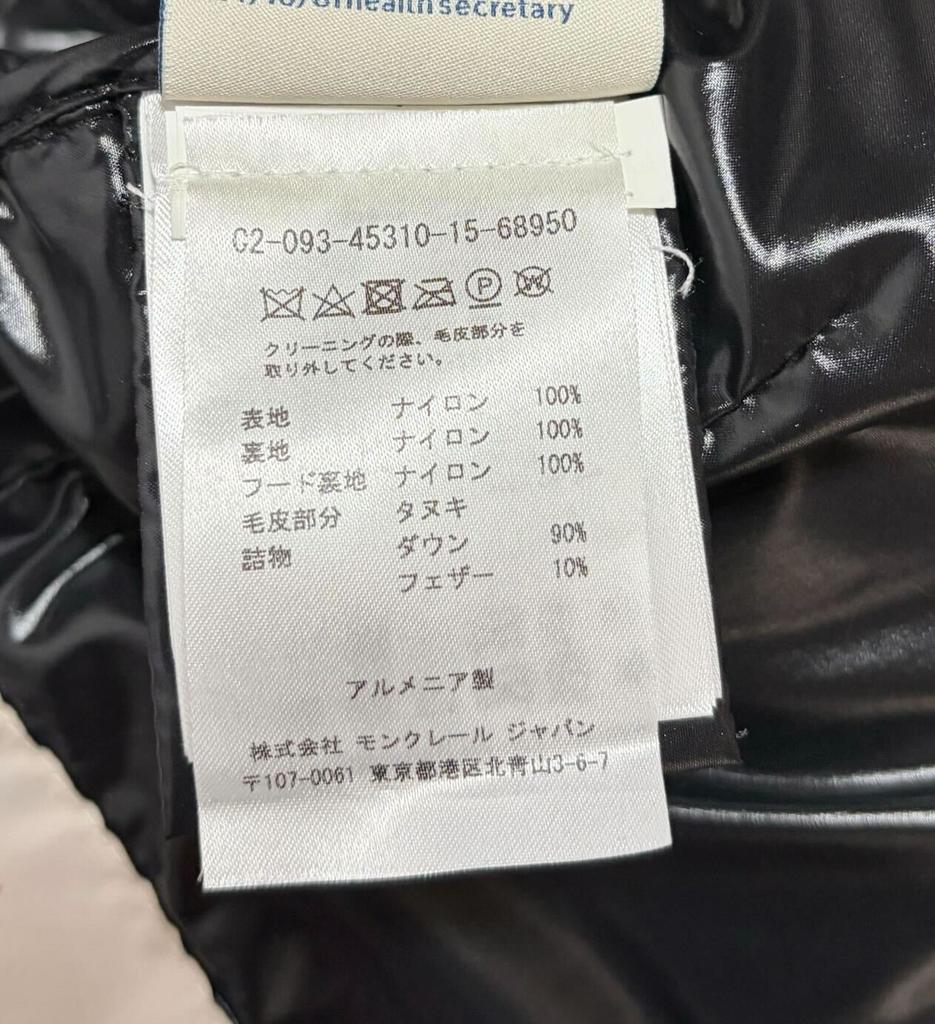 healthsecretary
C2-093-45310-15-68950
P W
クリーニングの際、毛皮部分を
取り外してください。
表地 ナイロン 100%
裏地 ナイロン 100%
フード裏地 ナイロン 100%
毛皮部分 タヌキ
詰物 ダウン 90%
フェザー 10%
アルメニア製
株式会社 モンクレール ジャパン
〒107-0061 東京都港区北青山3-6-7